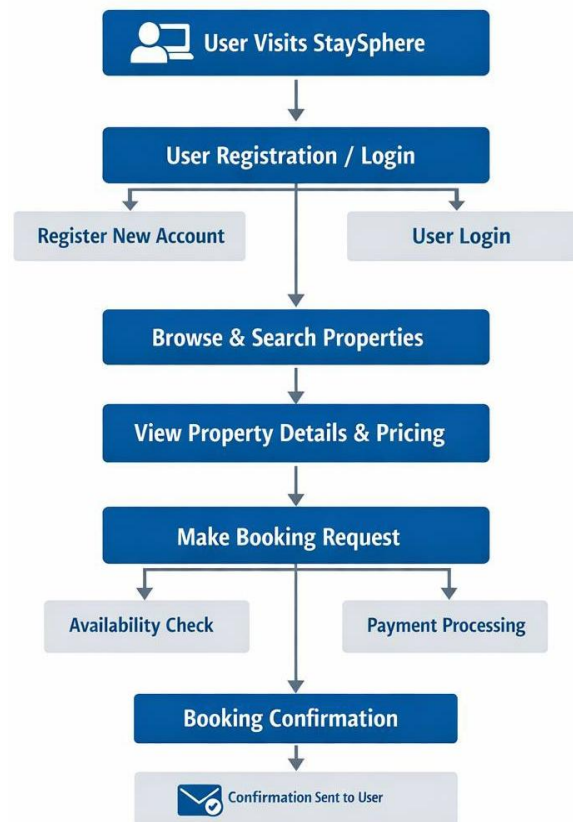 User Visits StaySphere
User Registration / Login
Register New Account
User Login
Browse & Search Properties
View Property Details & Pricing
Make Booking Request
Availability Check
Payment Processing
Booking Confirmation
Confirmation Sent to User